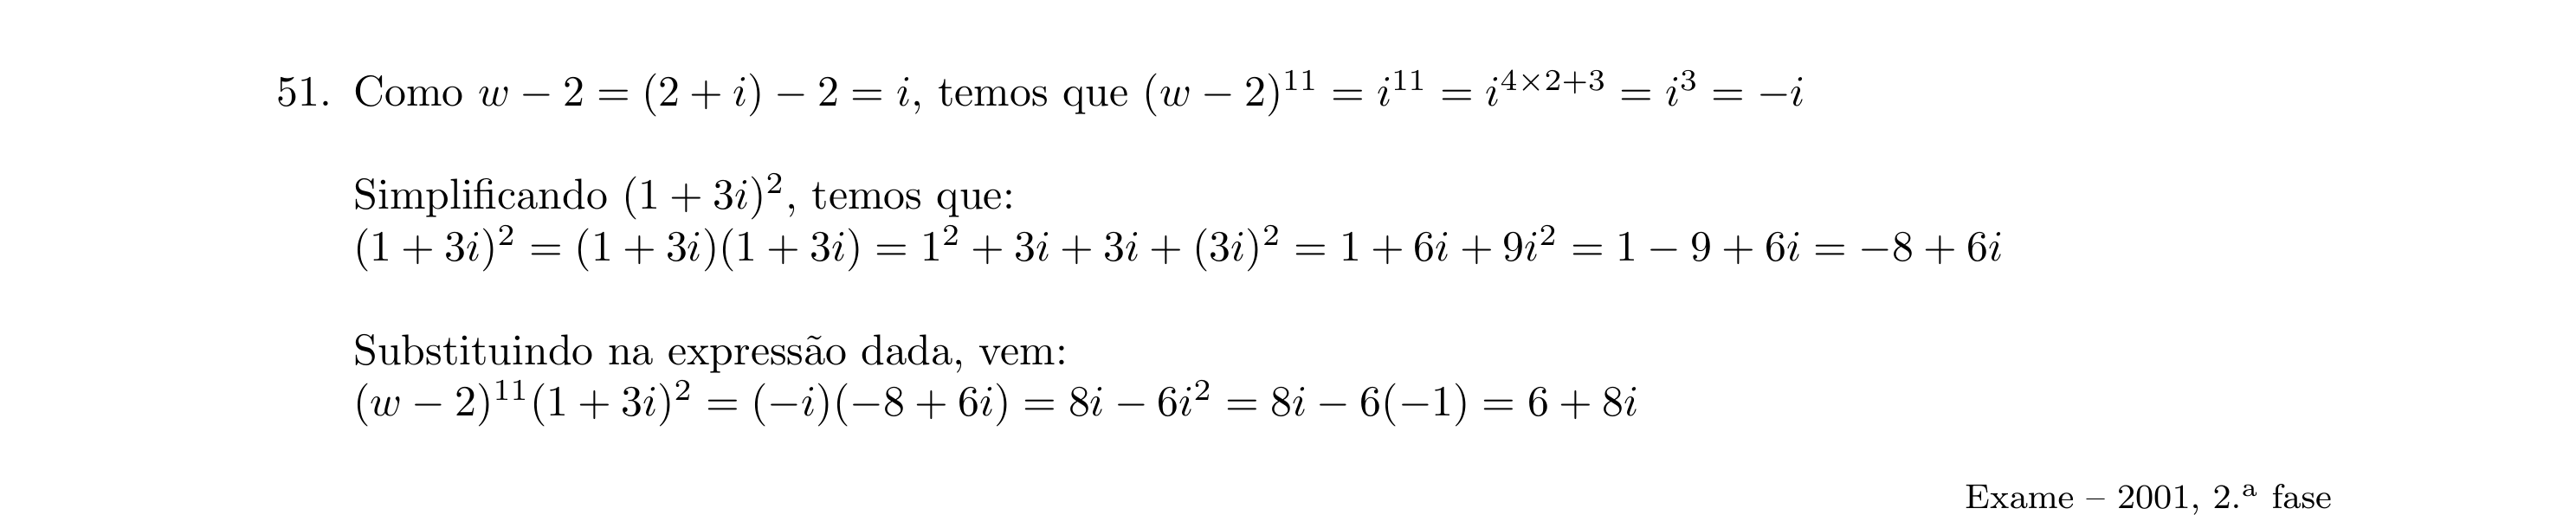 51. Como $w - 2 = (2 + i) - 2 = i$, temos que $(w - 2)^{11} = i^{11} = i^{4 \times 2 + 3} = i^3 = -i$
Simplificando $(1 + 3i)^2$, temos que:
$(1 + 3i)^2 = (1 + 3i)(1 + 3i) = 1^2 + 3i + 3i + (3i)^2 = 1 + 6i + 9i^2 = 1 - 9 + 6i = -8 + 6i$
Substituindo na expressão dada, vem:
$(w - 2)^{11}(1 + 3i)^2 = (-i)(-8 + 6i) = 8i - 6i^2 = 8i - 6(-1) = 6 + 8i$
Exame – 2001, 2.ª fase